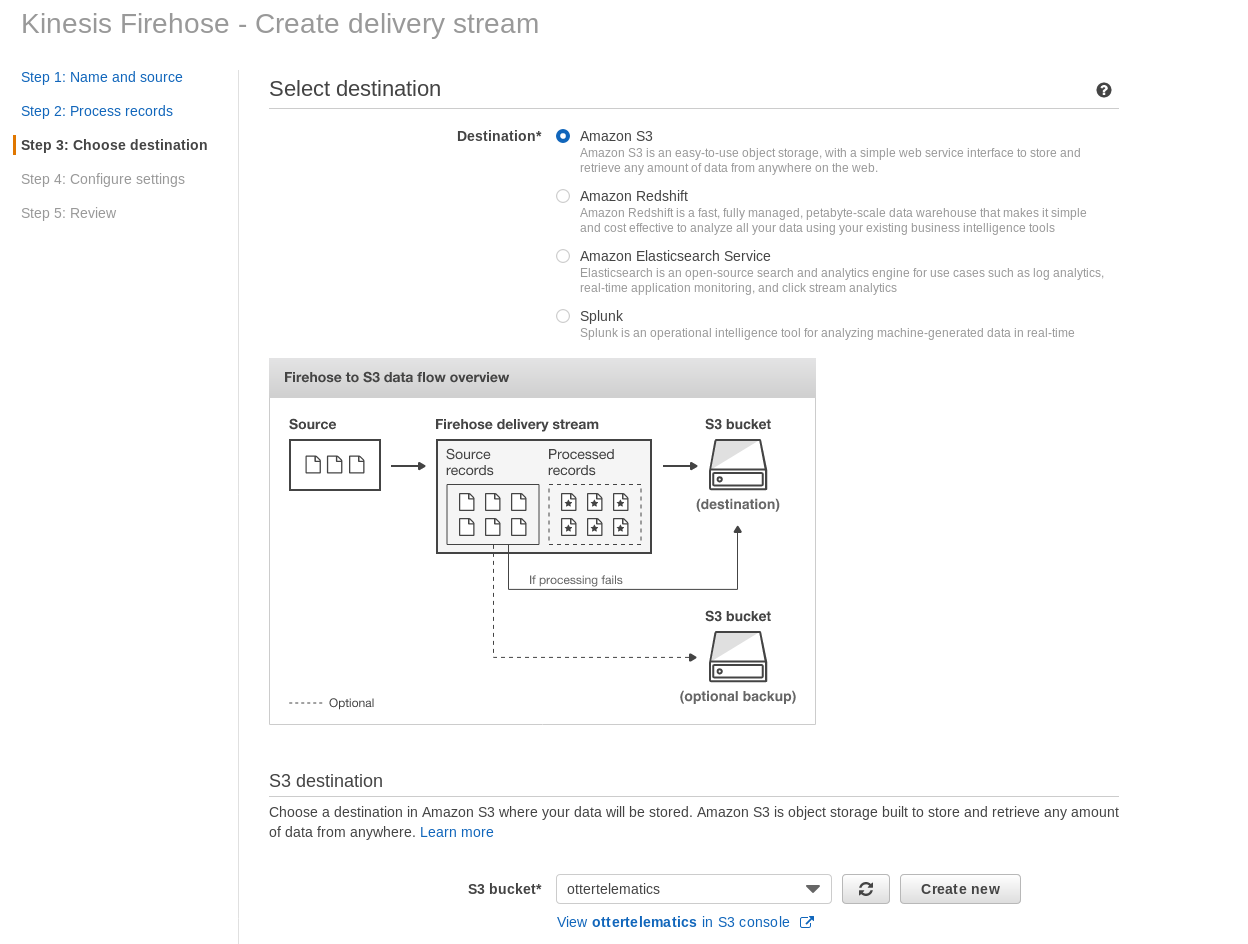 Kinesis Firehose - Create delivery stream
Step 1: Name and source
Step 2: Process records
Step 3: Choose destination
Step 4: Configure settings
Step 5: Review
Select destination
Destination*
Amazon S3
Amazon S3 is an easy-to-use object storage, with a simple web service interface to store and
retrieve any amount of data from anywhere on the web.
Amazon Redshift
Amazon Redshift is a fast, fully managed, petabyte-scale data warehouse that makes it simple
and cost effective to analyze all your data using your existing business intelligence tools
Amazon Elasticsearch Service
Elasticsearch is an open-source search and analytics engine for use cases such as log analytics,
real-time application monitoring, and click stream analytics
Splunk
Splunk is an operational intelligence tool for analyzing machine-generated data in real-time
Firehose to S3 data flow overview
Source
Firehose delivery stream
S3 bucket
Source
records
Processed
records
(destination)
If processing fails
S3 bucket
(optional backup)
Optional
S3 destination
Choose a destination in Amazon S3 where your data will be stored. Amazon S3 is object storage built to store and retrieve any amount
of data from anywhere. Learn more
S3 bucket*
ottertelematics
Create new
View ottertelematics in S3 console